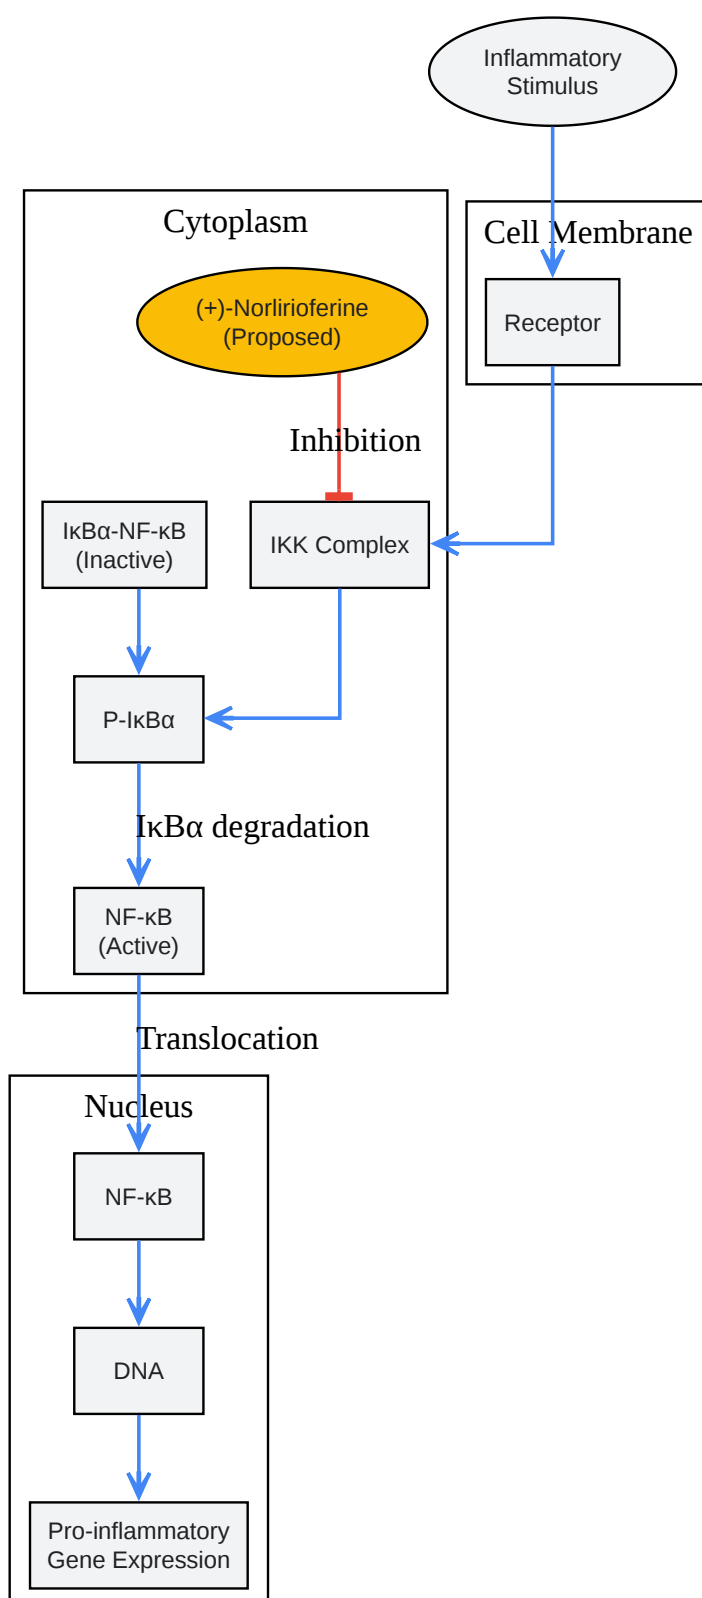 Inflammatory
Stimulus
Cytoplasm
Cell Membrane
(+)-Norlirioferine
(Proposed)
Receptor
Inhibition
IκBα-NF-κB
(Inactive)
IKK Complex
P-IκBα
IκBα degradation
NF-κB
(Active)
Translocation
Nucleus
NF-κB
DNA
Pro-inflammatory
Gene Expression